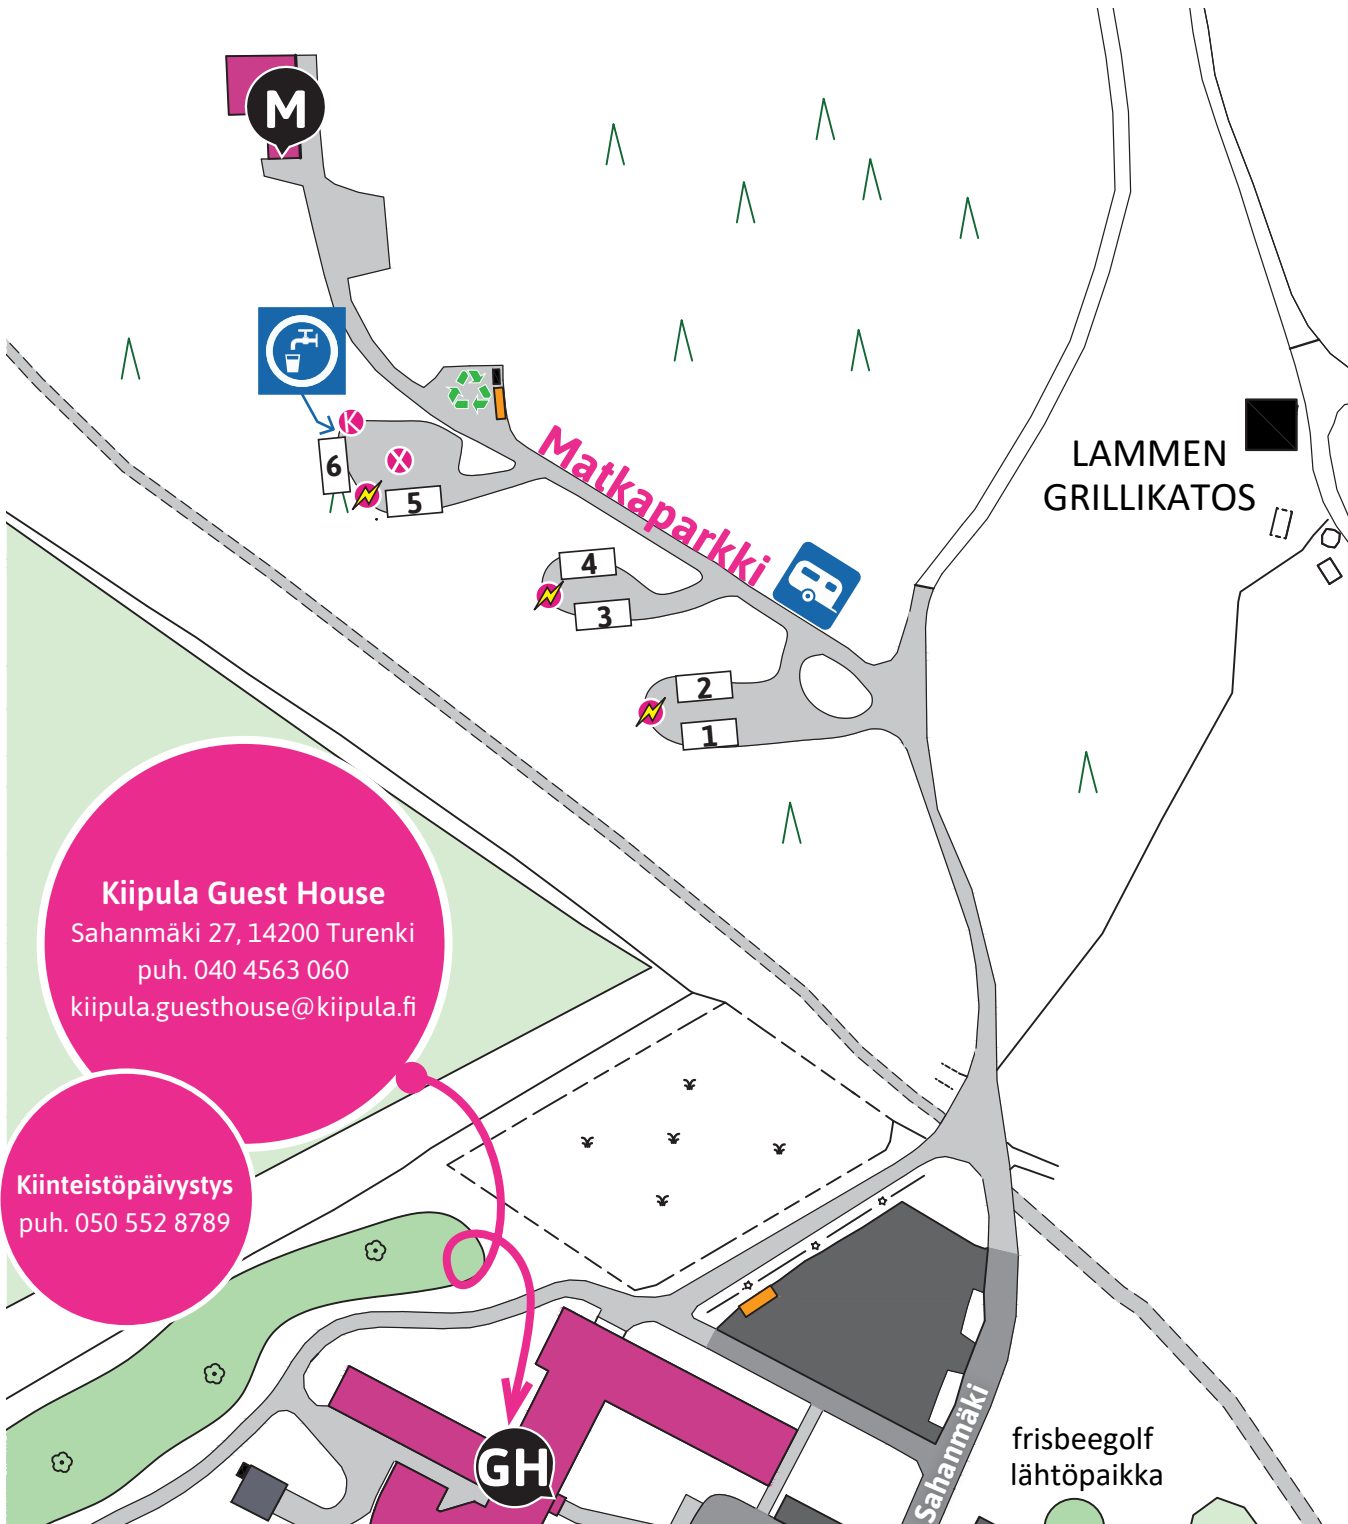 M
K
X
6
5
Matkaparkki
LAMMEN
GRILLIKATOS
4
3
2
1
Kiipula Guest House
Sahanmäki 27, 14200 Turenki
puh. 040 4563 060
kiipula.guesthouse@kiipula.fi
Kiinteistöpäivystys
puh. 050 552 8789
GH
Sahanmäki
frisbeegolf
lähtöpaikka